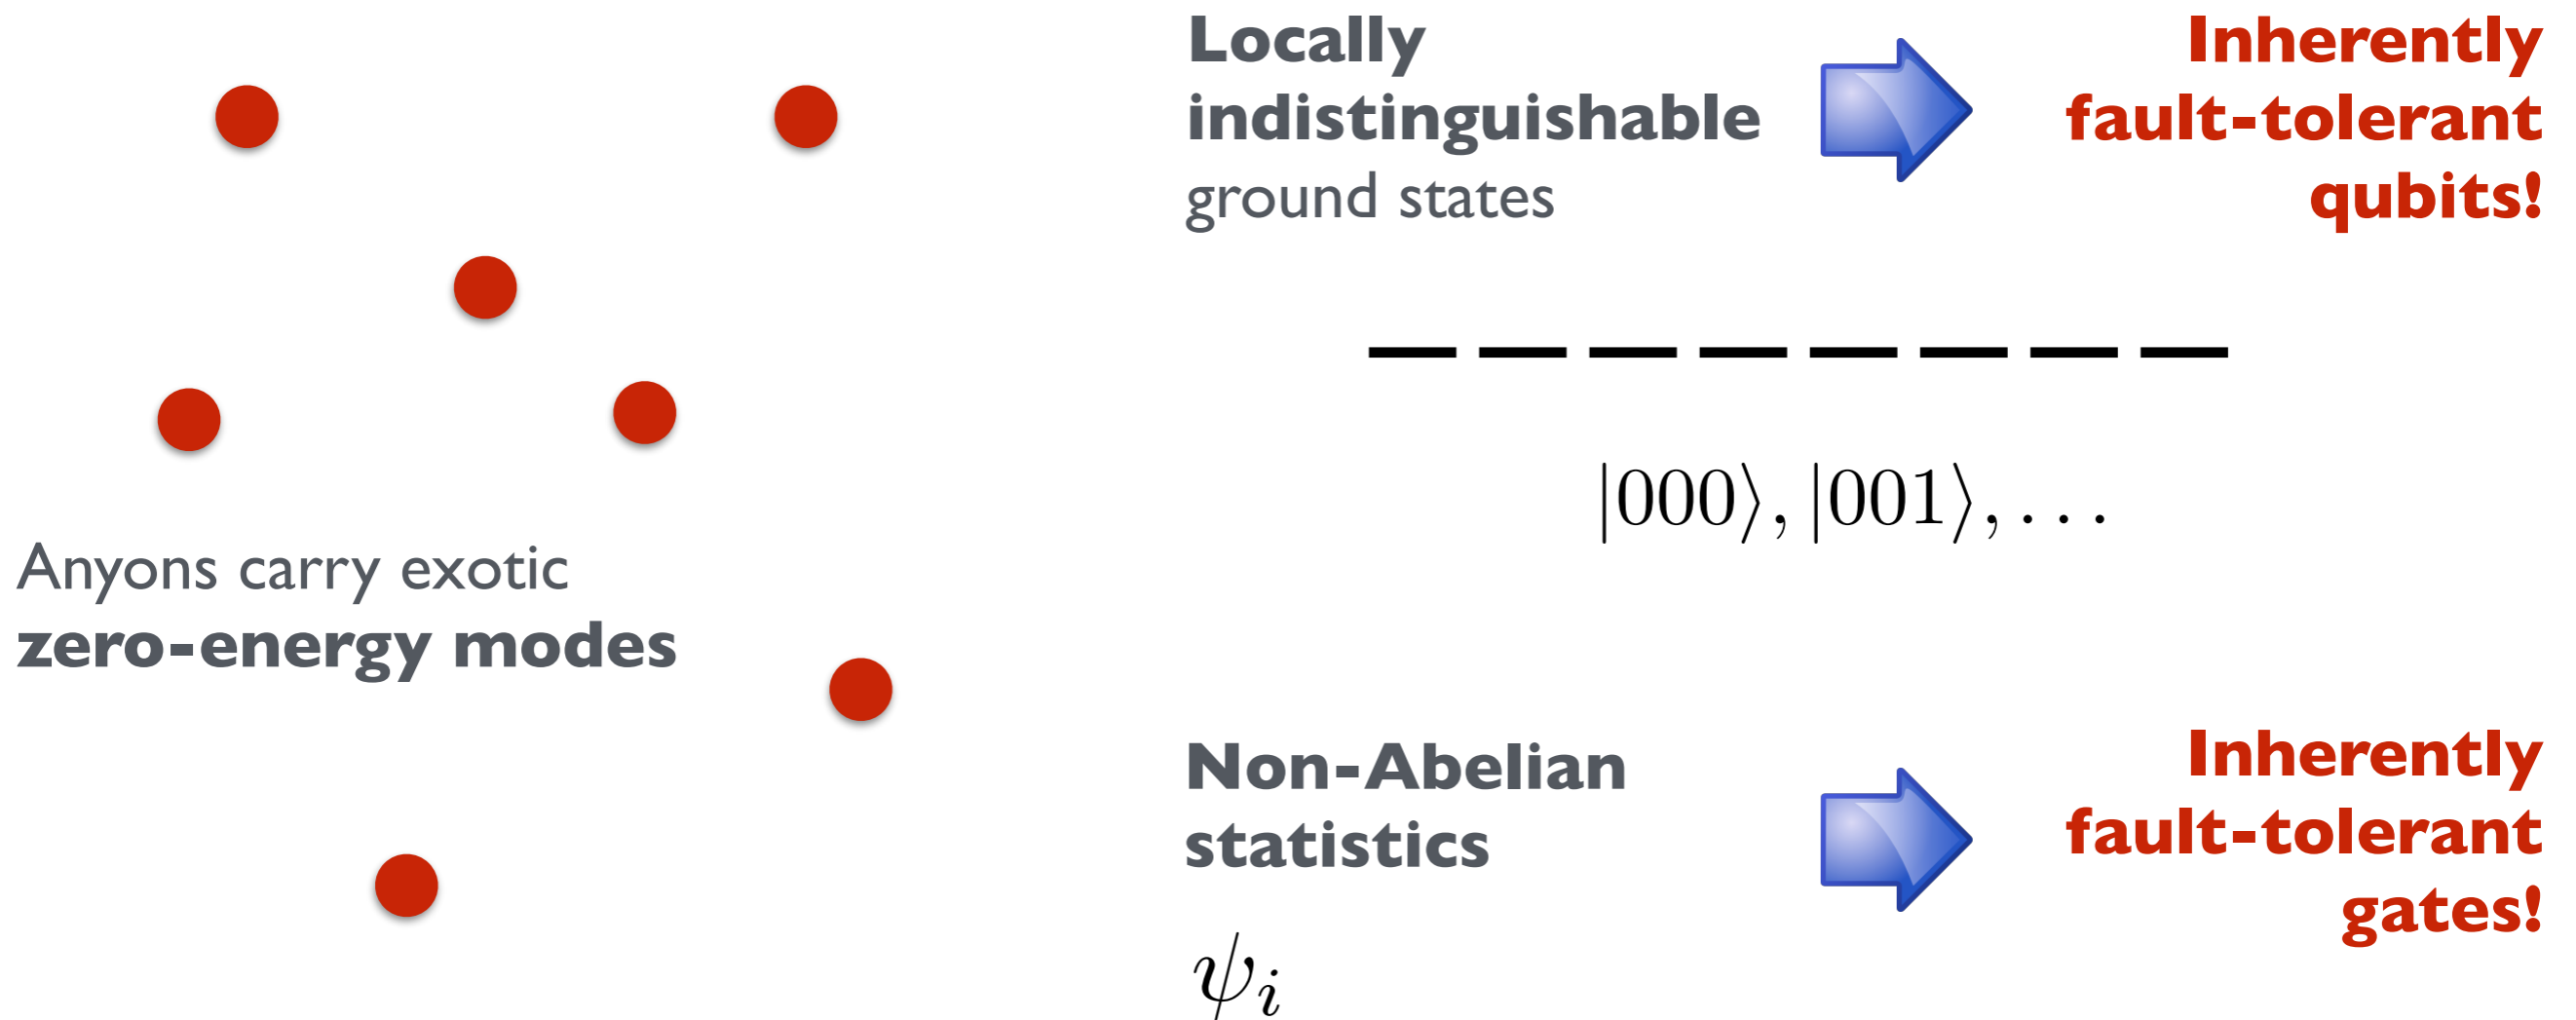 Locally
indistinguishable
ground states
Inherently
fault-tolerant
qubits!
|000⟩, |001⟩, . . .
Anyons carry exotic
zero-energy modes
Non-Abelian
statistics
Inherently
fault-tolerant
gates!
ψᵢ